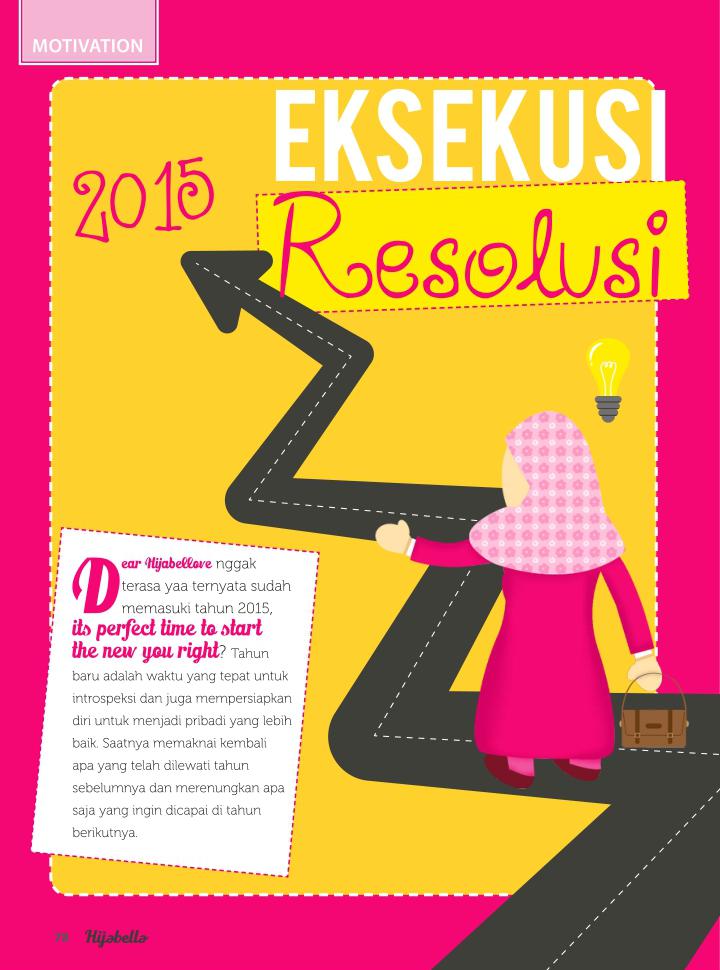 MOTIVATION
EKSEKUSI
2015
Resolusi
Dear Hijabellove nggak
terasa yaa ternyata sudah
memasuki tahun 2015,
its perfect time to start
the new you right? Tahun
baru adalah waktu yang tepat untuk
introspeksi dan juga mempersiapkan
diri untuk menjadi pribadi yang lebih
baik. Saatnya memaknai kembali
apa yang telah dilewati tahun
sebelumnya dan merenungkan apa
saja yang ingin dicapai di tahun
berikutnya.
78 Hijabella